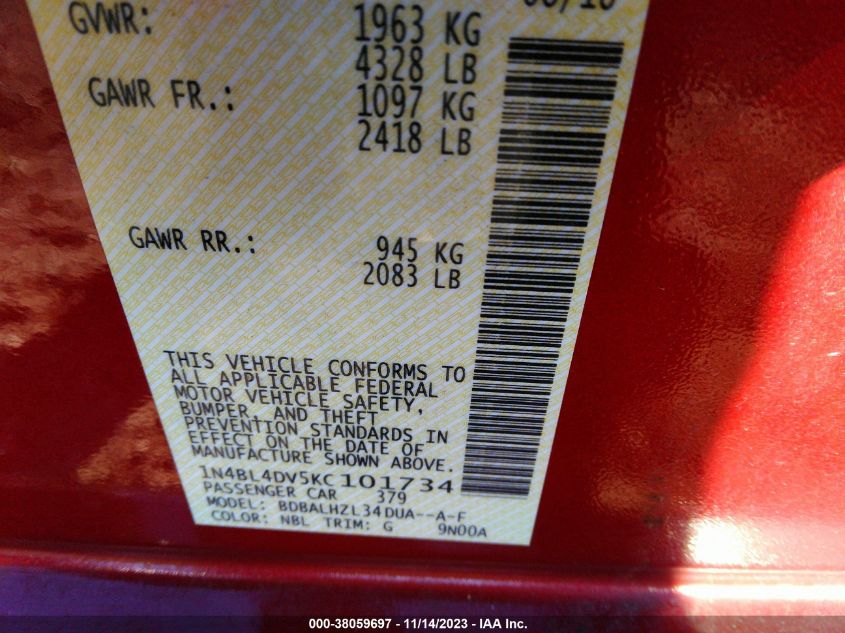 GVWR: 1963 KG
4328 LB
GAWR FR.: 1097 KG
2418 LB
GAWR RR.: 945 KG
2083 LB
THIS VEHICLE CONFORMS TO
ALL APPLICABLE FEDERAL
MOTOR VEHICLE SAFETY,
BUMPER, AND THEFT
PREVENTION STANDARDS IN
EFFECT ON THE DATE OF
MANUFACTURE SHOWN ABOVE.
1N4BL4DV5KC101734
PASSENGER CAR 379
MODEL: BDBALHZL34DUA--A-F
COLOR: NBL TRIM: G 9N00A
000-38059697 - 11/14/2023 - IAA Inc.